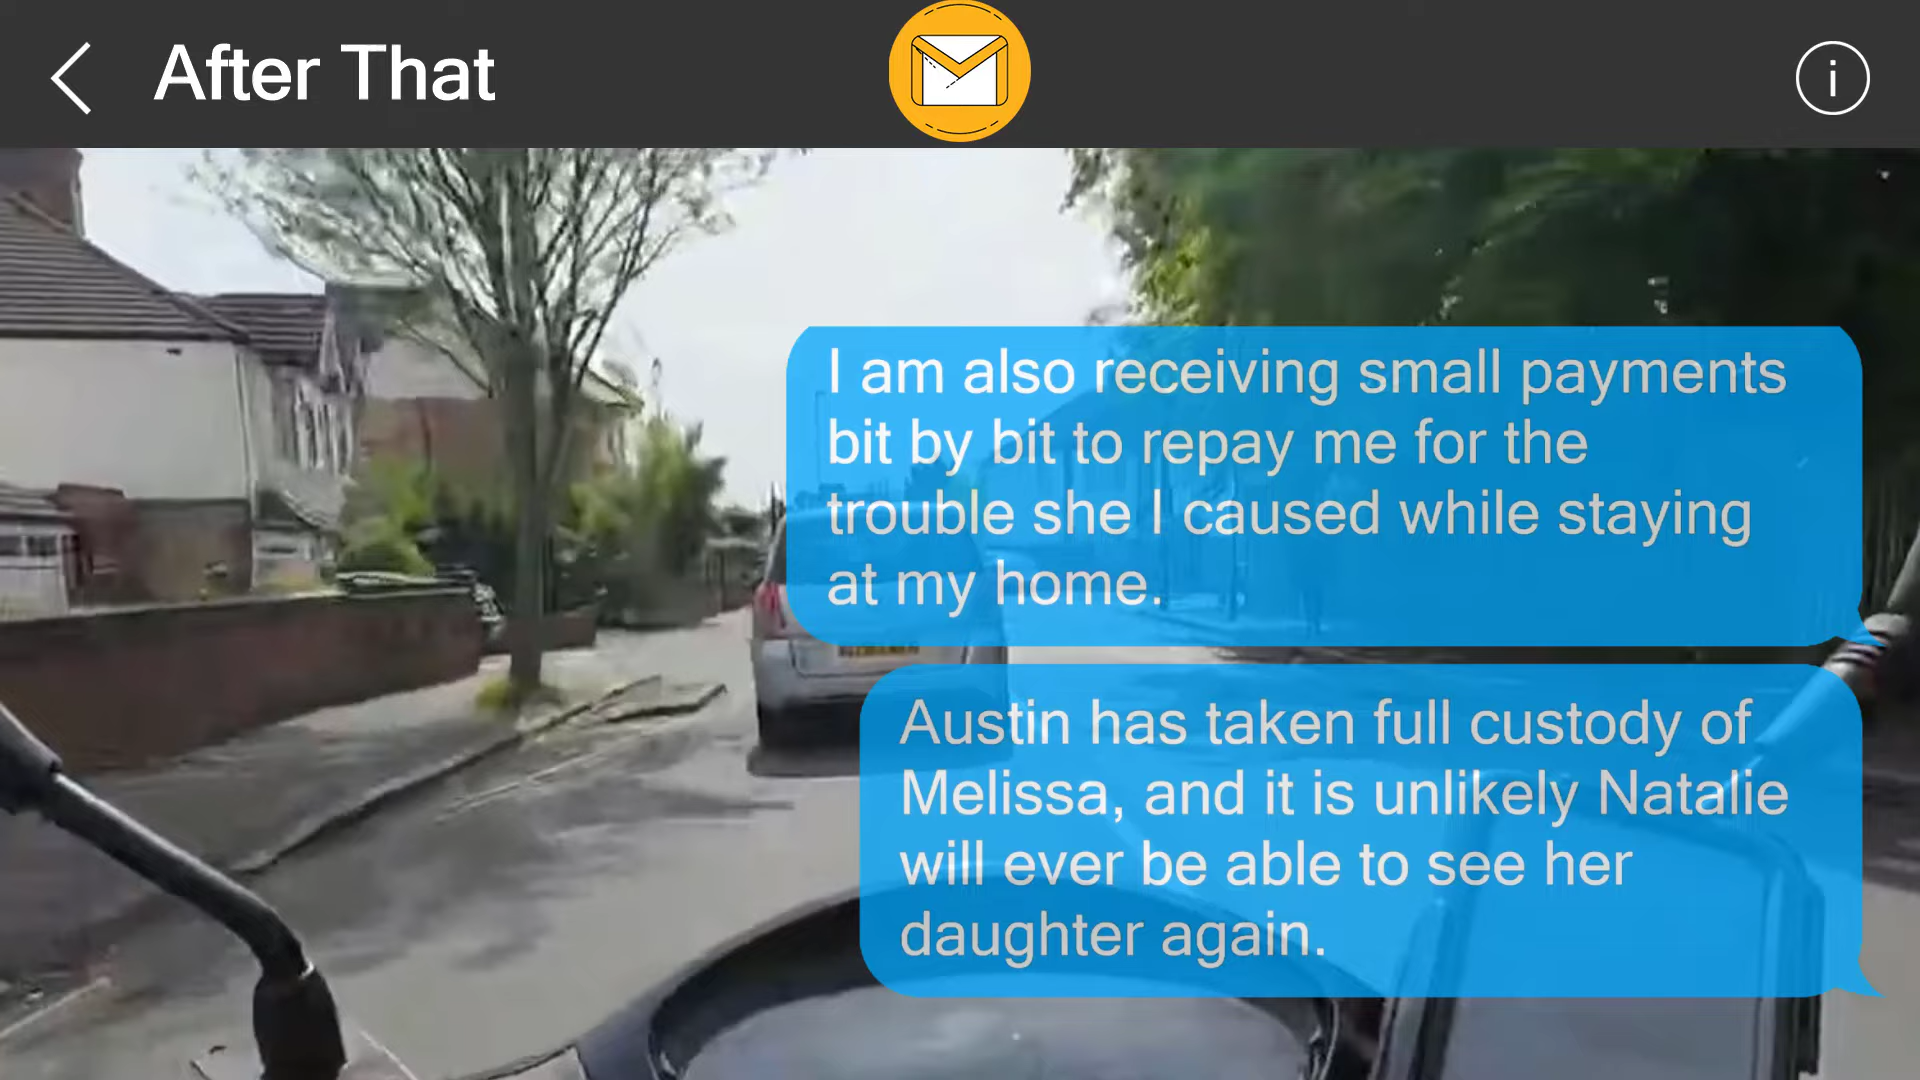 After That
I am also receiving small payments
bit by bit to repay me for the
trouble she I caused while staying
at my home.
Austin has taken full custody of
Melissa, and it is unlikely Natalie
will ever be able to see her
daughter again.